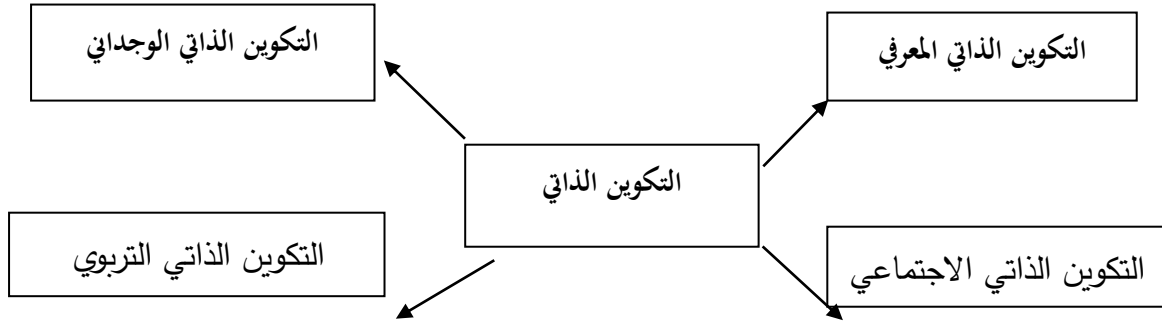 التكوين الذاتي المعرفي
التكوين الذاتي الوجداني
التكوين الذاتي
التكوين الذاتي الاجتماعي
التكوين الذاتي التربوي